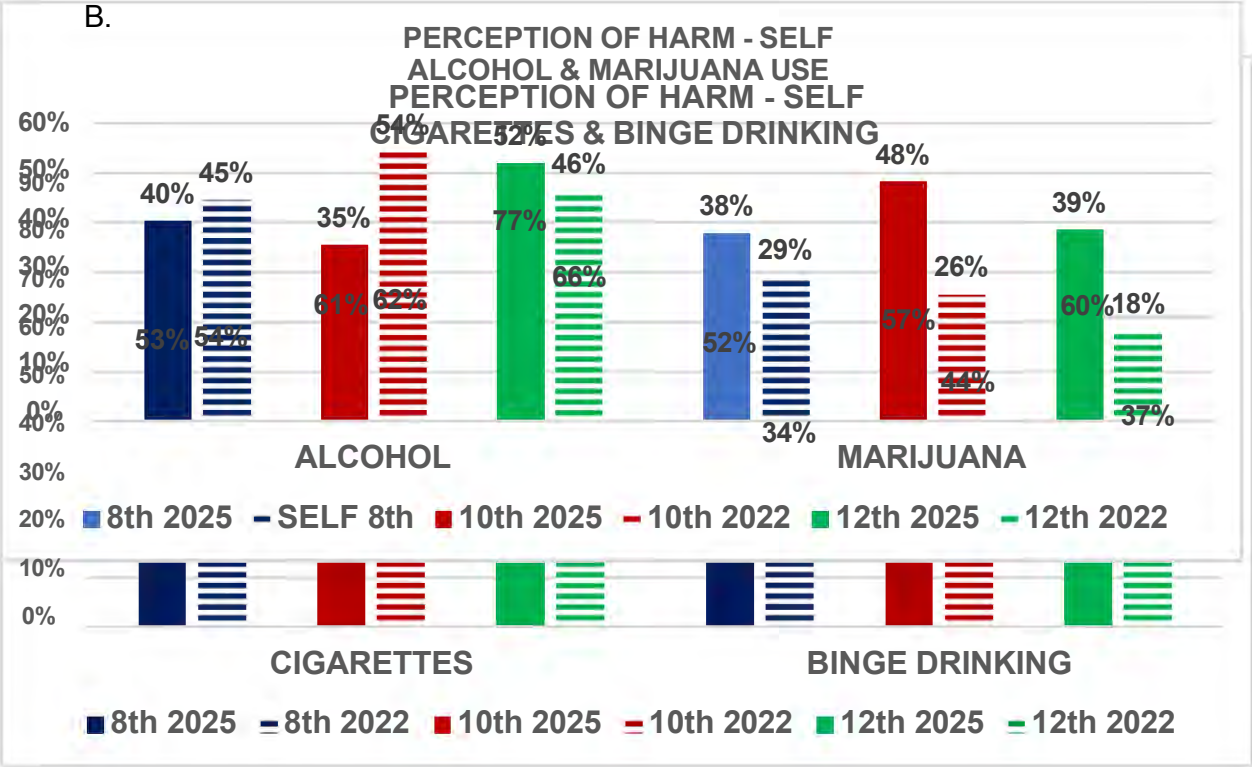 B.
PERCEPTION OF HARM - SELF
ALCOHOL & MARIJUANA USE
PERCEPTION OF HARM - SELF
CIGARETTES & BINGE DRINKING
60%
50%
40%
30%
20%
10%
0%
40%
45%
35%
54%
52%
46%
38%
29%
48%
26%
39%
18%
ALCOHOL
MARIJUANA
8th 2025
SELF 8th
10th 2025
10th 2022
12th 2025
12th 2022
90%
80%
70%
60%
50%
40%
30%
20%
10%
0%
53%
54%
61%
62%
77%
66%
52%
34%
57%
44%
60%
37%
CIGARETTES
BINGE DRINKING
8th 2025
8th 2022
10th 2025
10th 2022
12th 2025
12th 2022